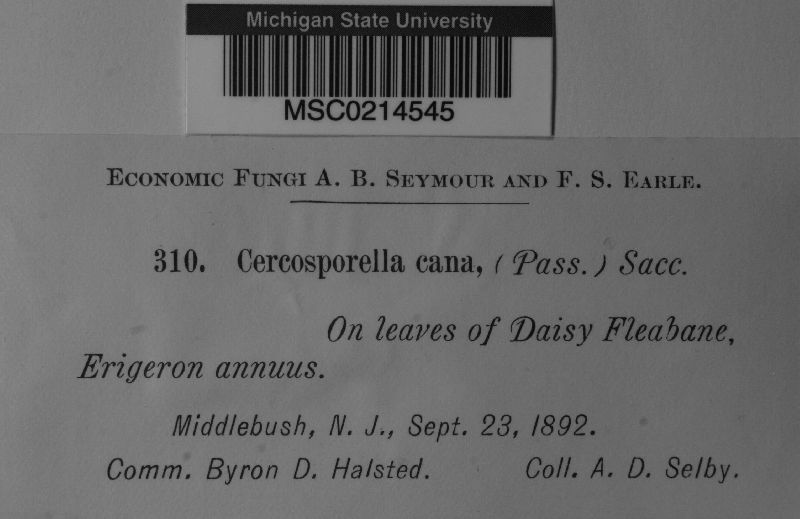 Michigan State University
MSC0214545
Economic Fungi A. B. Seymour and F. S. Earle.
310. Cercosporella cana, (Pass.) Sacc.
On leaves of Daisy Fleabane,
Erigeron annuus.
Middlebush, N. J., Sept. 23, 1892.
Comm. Byron D. Halsted. Coll. A. D. Selby.